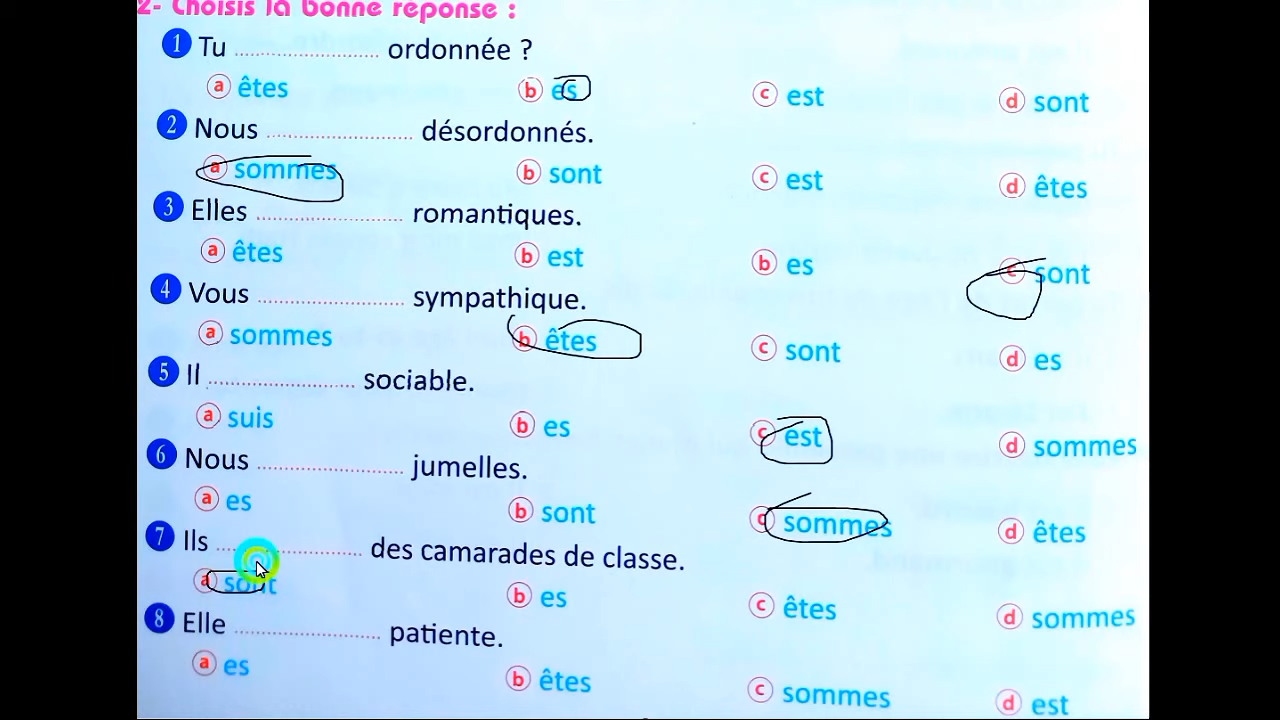 2- Choisis la bonne réponse :
1 Tu .................... ordonnée ?
a êtes b es c est d sont
2 Nous .................... désordonnés.
a sommes b sont c est d êtes
3 Elles .................... romantiques.
a êtes b est b es c sont
4 Vous .................... sympathique.
a sommes b êtes c sont d es
5 Il .................... sociable.
a suis b es c est d sommes
6 Nous .................... jumelles.
a es b sont c sommes d êtes
7 Ils .................... des camarades de classe.
a sont b es c êtes d sommes
8 Elle .................... patiente.
a es b êtes c sommes d est